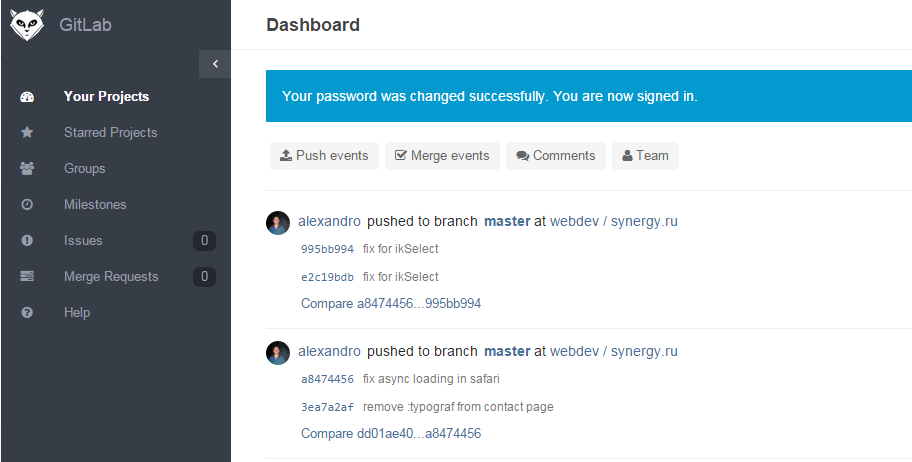 GitLab
Dashboard
Your Projects
Starred Projects
Groups
Milestones
Issues 0
Merge Requests 0
Help
Your password was changed successfully. You are now signed in.
Push events Merge events Comments Team
alexandro pushed to branch master at webdev / synergy.ru
995bb994 fix for ikSelect
e2c19bdb fix for ikSelect
Compare a8474456...995bb994
alexandro pushed to branch master at webdev / synergy.ru
a8474456 fix async loading in safari
3ea7a2af remove :typograf from contact page
Compare dd01ae40...a8474456